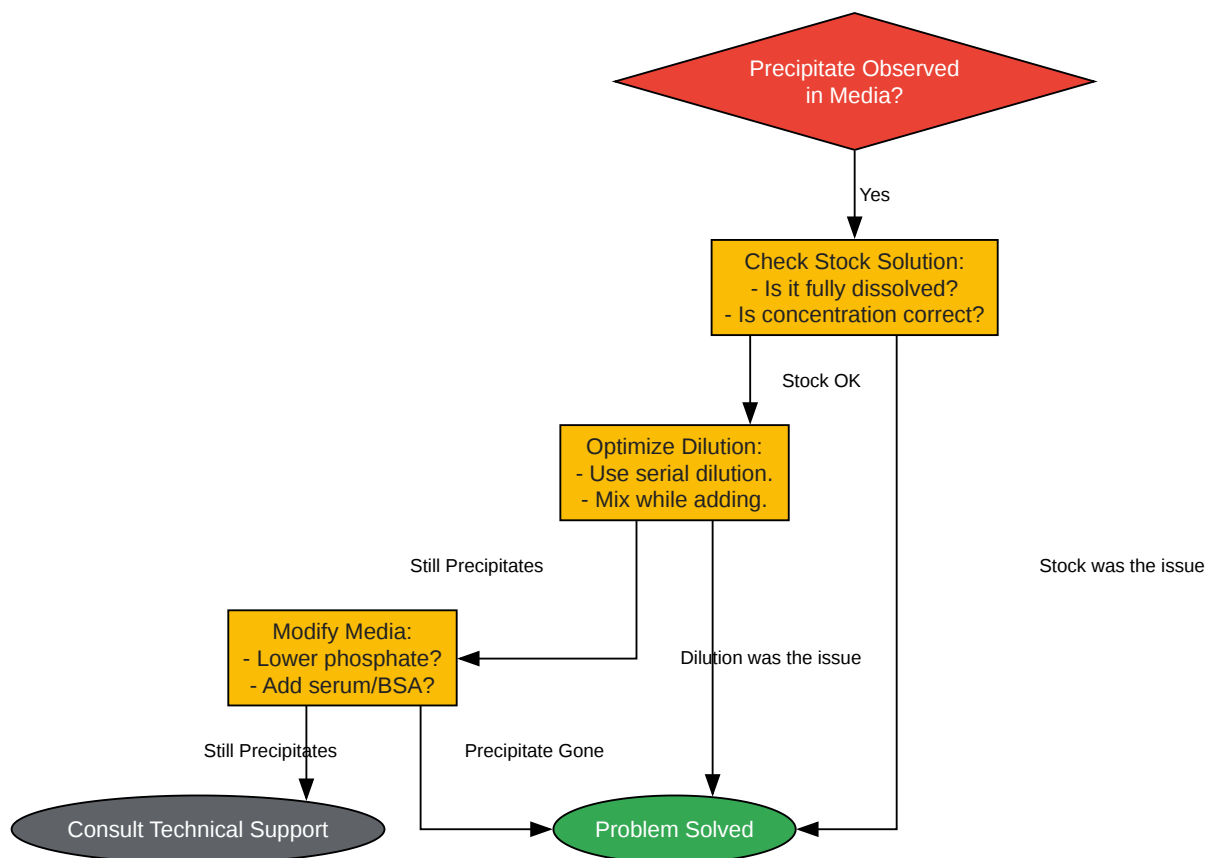 Precipitate Observed
in Media?
Yes
Check Stock Solution:
- Is it fully dissolved?
- Is concentration correct?
Stock OK
Optimize Dilution:
- Use serial dilution.
- Mix while adding.
Still Precipitates
Stock was the issue
Modify Media:
- Lower phosphate?
- Add serum/BSA?
Dilution was the issue
Still Precipitates
Precipitate Gone
Consult Technical Support
Problem Solved